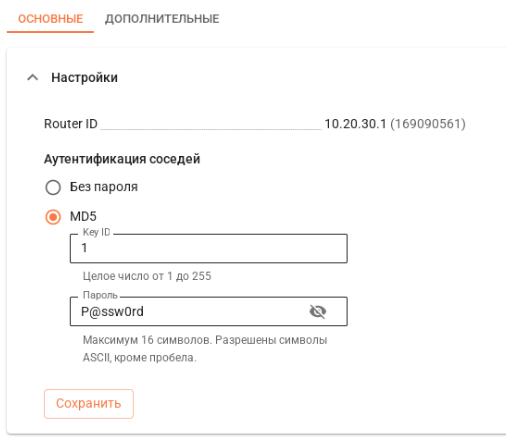 ОСНОВНЫЕ ДОПОЛНИТЕЛЬНЫЕ
Настройки
Router ID 10.20.30.1 (169090561)
Аутентификация соседей
Без пароля
MD5
Key ID
1
Целое число от 1 до 255
Пароль
P@ssw0rd
Максимум 16 символов. Разрешены символы
ASCII, кроме пробела.
Сохранить